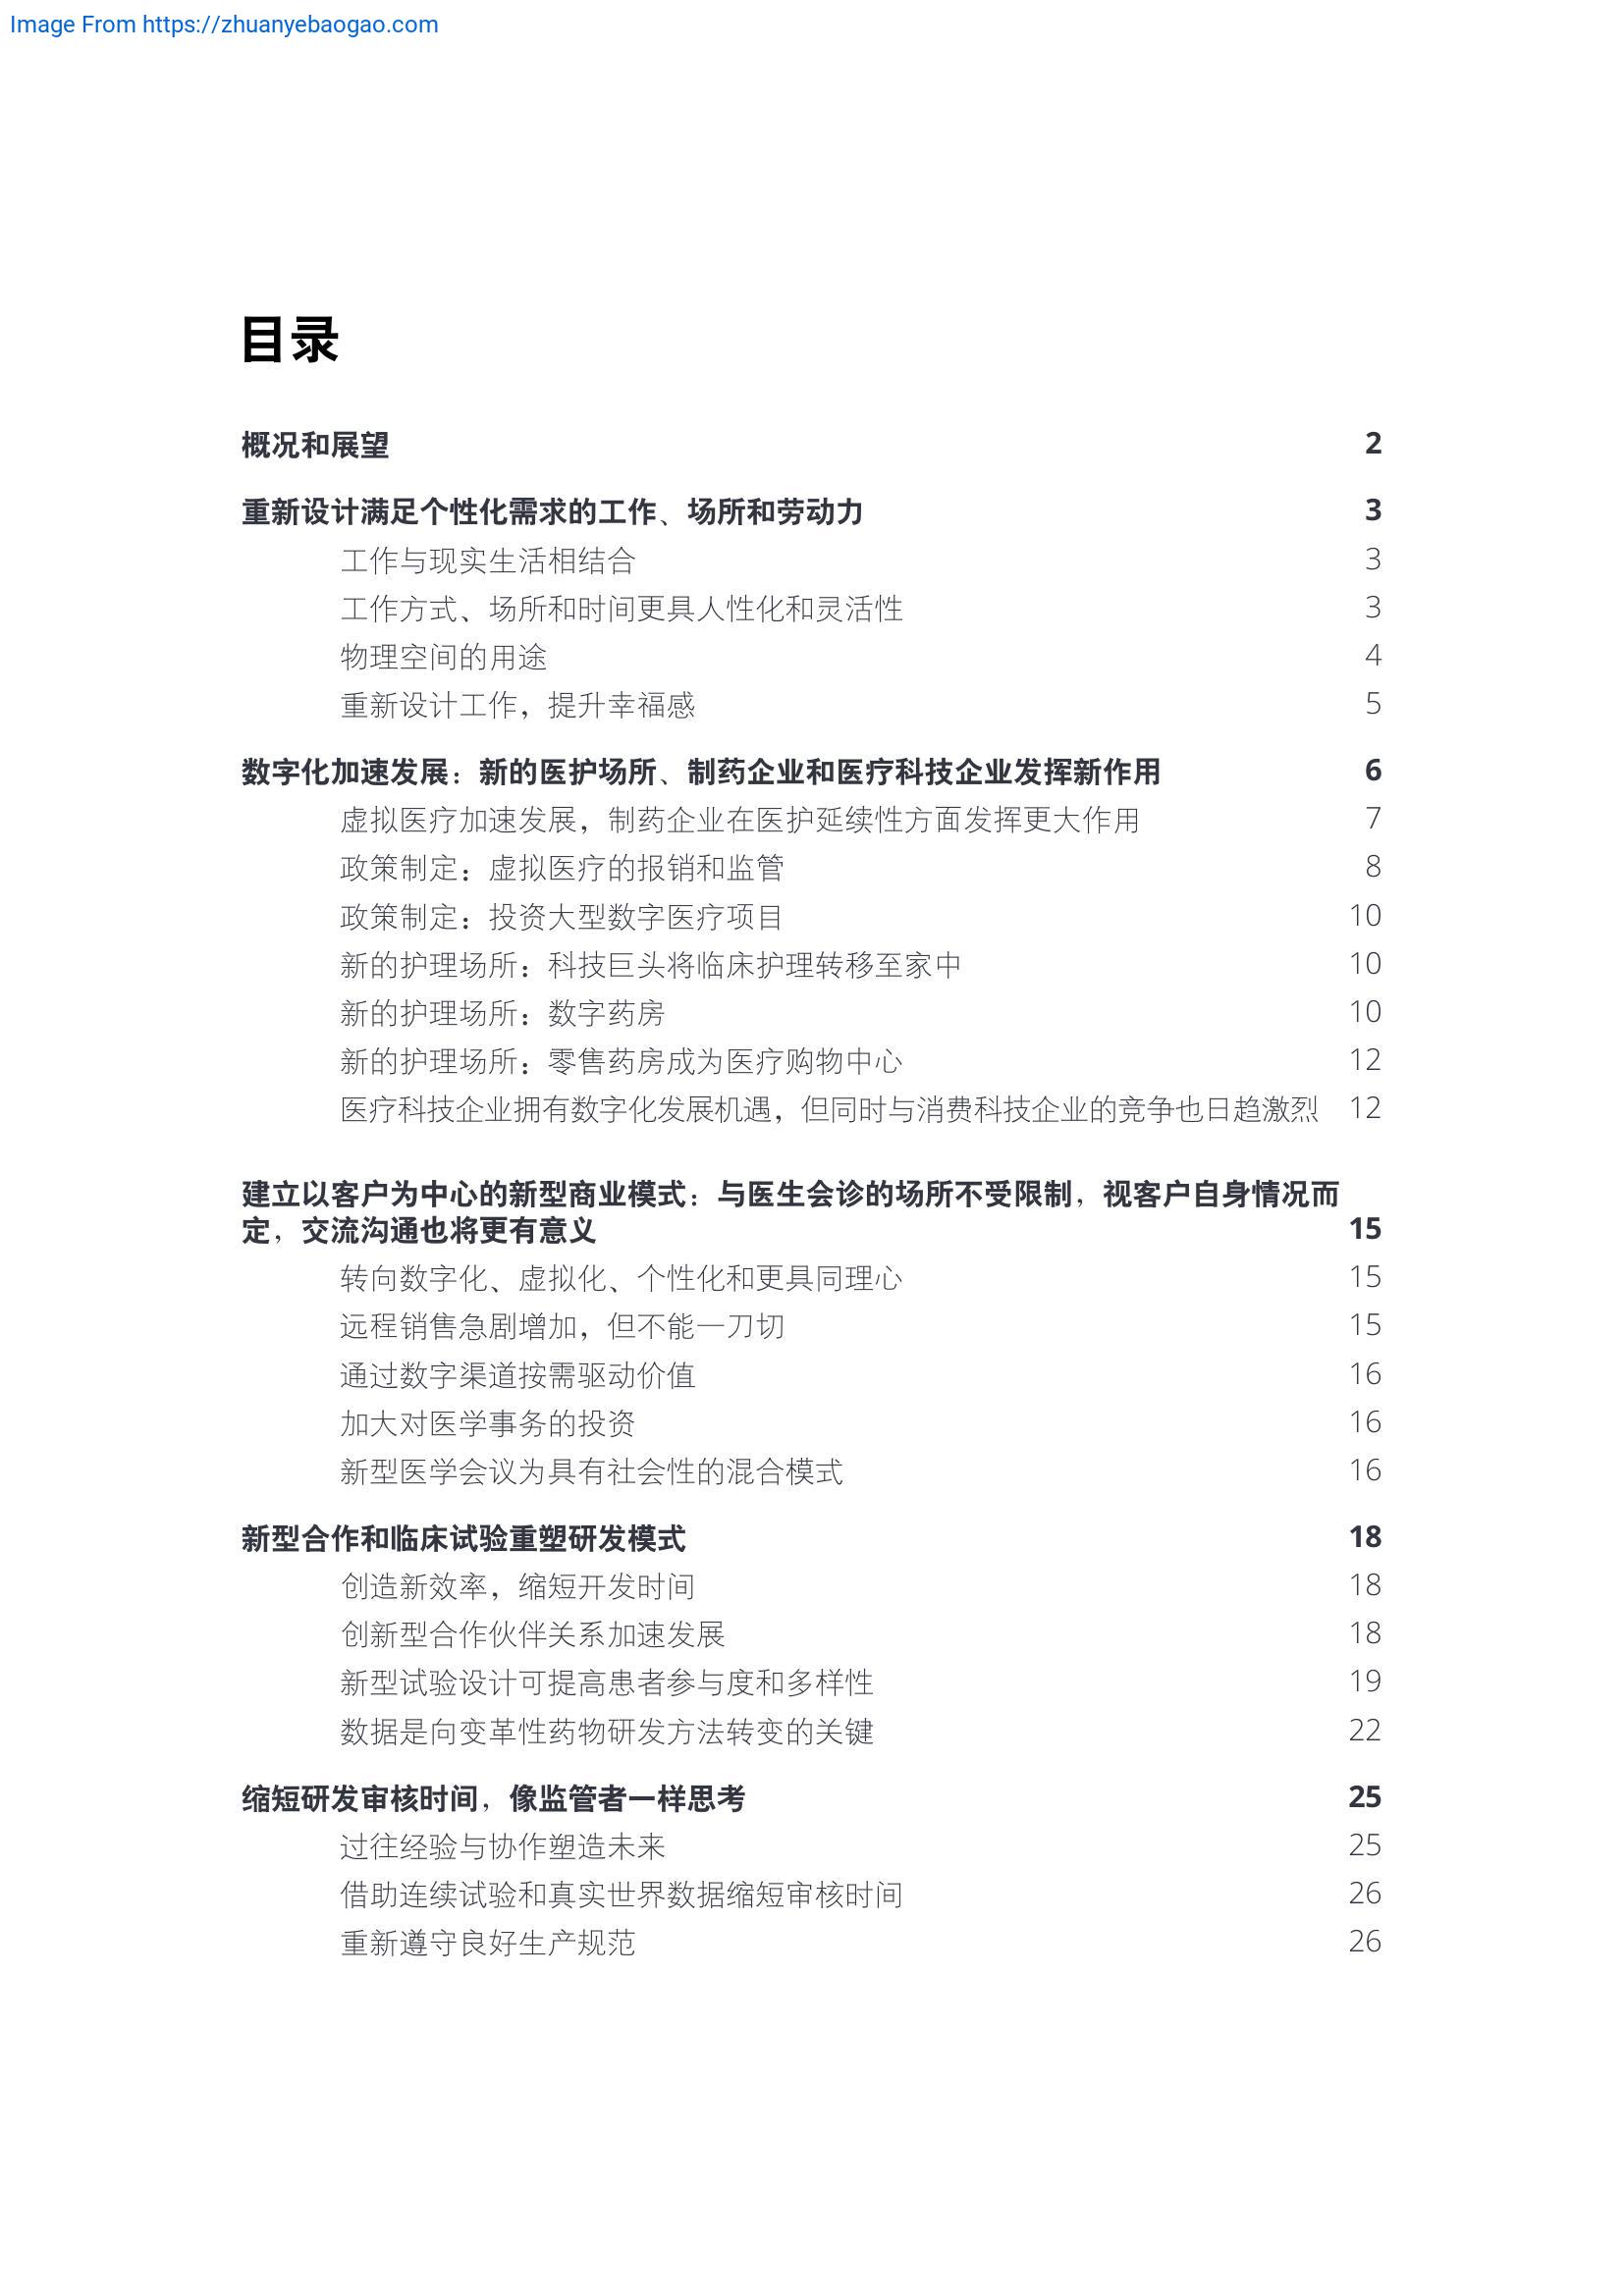 Image From https://zhuanyebaogao.com
目录
概况和展望 2
重新设计满足个性化需求的工作、场所和劳动力 3
工作与现实生活相结合 3
工作方式、场所和时间更具人性化和灵活性 3
物理空间的用途 4
重新设计工作，提升幸福感 5
数字化加速发展：新的医护场所、制药企业和医疗科技企业发挥新作用 6
虚拟医疗加速发展，制药企业在医护延续性方面发挥更大作用 7
政策制定：虚拟医疗的报销和监管 8
政策制定：投资大型数字医疗项目 10
新的护理场所：科技巨头将临床护理转移至家中 10
新的护理场所：数字药房 10
新的护理场所：零售药房成为医疗购物中心 12
医疗科技企业拥有数字化发展机遇，但同时与消费科技企业的竞争也日趋激烈 12
建立以客户为中心的新型商业模式：与医生会诊的场所不受限制，视客户自身情况而
定，交流沟通也将更有意义 15
转向数字化、虚拟化、个性化和更具同理心 15
远程销售急剧增加，但不能一刀切 15
通过数字渠道按需驱动价值 16
加大对医学事务的投资 16
新型医学会议为具有社会性的混合模式 16
新型合作和临床试验重塑研发模式 18
创造新效率，缩短开发时间 18
创新型合作伙伴关系加速发展 18
新型试验设计可提高患者参与度和多样性 19
数据是向变革性药物研发方法转变的关键 22
缩短研发审核时间，像监管者一样思考 25
过往经验与协作塑造未来 25
借助连续试验和真实世界数据缩短审核时间 26
重新遵守良好生产规范 26